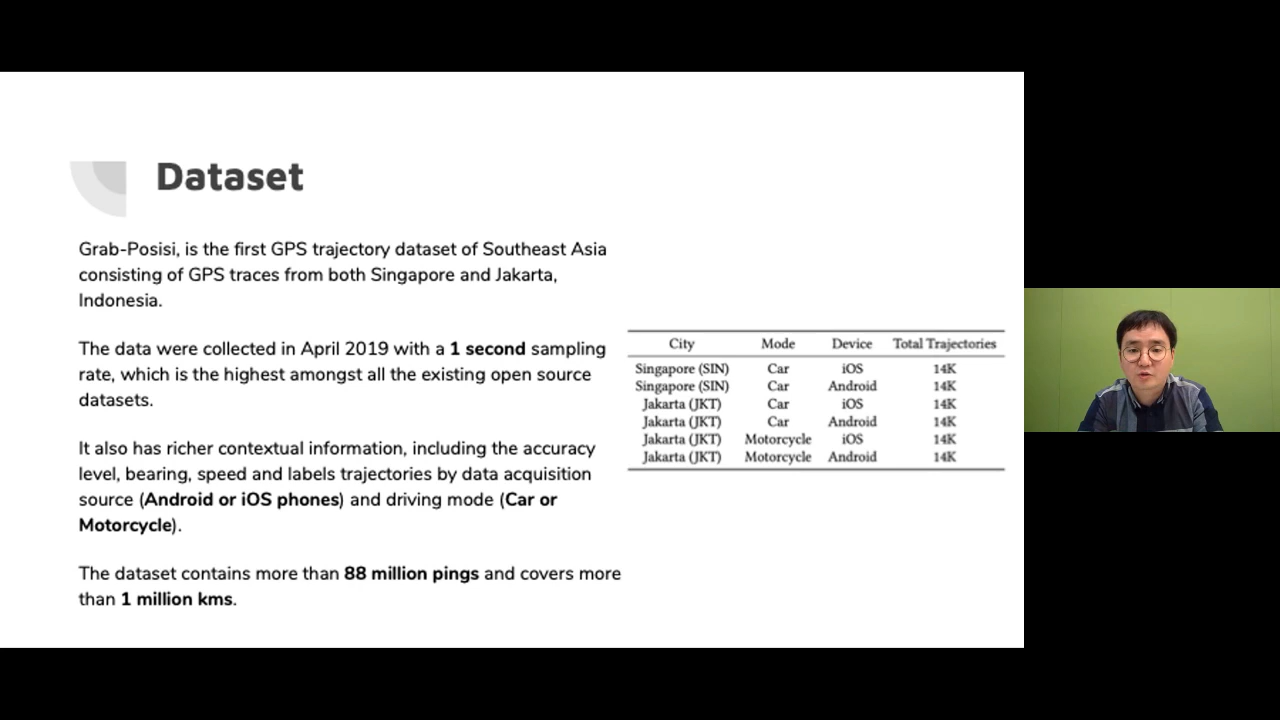 Dataset
Grab-Posisi, is the first GPS trajectory dataset of Southeast Asia
consisting of GPS traces from both Singapore and Jakarta,
Indonesia.
The data were collected in April 2019 with a 1 second sampling
rate, which is the highest amongst all the existing open source
datasets.
It also has richer contextual information, including the accuracy
level, bearing, speed and labels trajectories by data acquisition
source (Android or iOS phones) and driving mode (Car or
Motorcycle).
The dataset contains more than 88 million pings and covers more
than 1 million kms.
City Mode Device Total Trajectories
Singapore (SIN) Car iOS 14K
Singapore (SIN) Car Android 14K
Jakarta (JKT) Car iOS 14K
Jakarta (JKT) Car Android 14K
Jakarta (JKT) Motorcycle iOS 14K
Jakarta (JKT) Motorcycle Android 14K